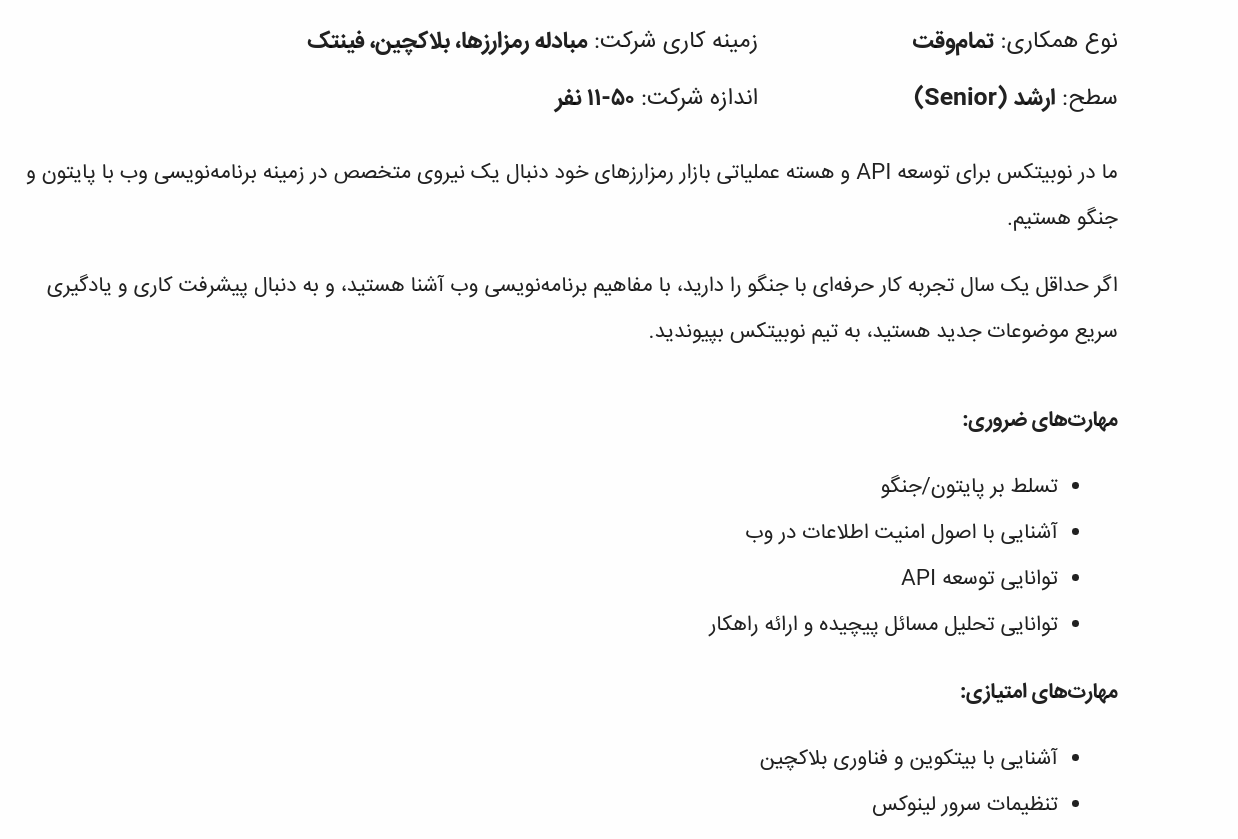 نوع همکاری: تمام‌وقت
زمینه کاری شرکت: مبادله رمزارزها، بلاکچین، فینتک
سطح: ارشد (Senior)
اندازه شرکت: ۱۱-۵۰ نفر
ما در نوبیتکس برای توسعه API و هسته عملیاتی بازار رمزارزهای خود دنبال یک نیروی متخصص در زمینه برنامه‌نویسی وب با پایتون و
جنگو هستیم.
اگر حداقل یک سال تجربه کار حرفه‌ای با جنگو را دارید، با مفاهیم برنامه‌نویسی وب آشنا هستید، و به دنبال پیشرفت کاری و یادگیری
سریع موضوعات جدید هستید، به تیم نوبیتکس بپیوندید.
مهارت‌های ضروری:
• تسلط بر پایتون/جنگو
• آشنایی با اصول امنیت اطلاعات در وب
• توانایی توسعه API
• توانایی تحلیل مسائل پیچیده و ارائه راهکار
مهارت‌های امتیازی:
• آشنایی با بیتکوین و فناوری بلاکچین
• تنظیمات سرور لینوکس